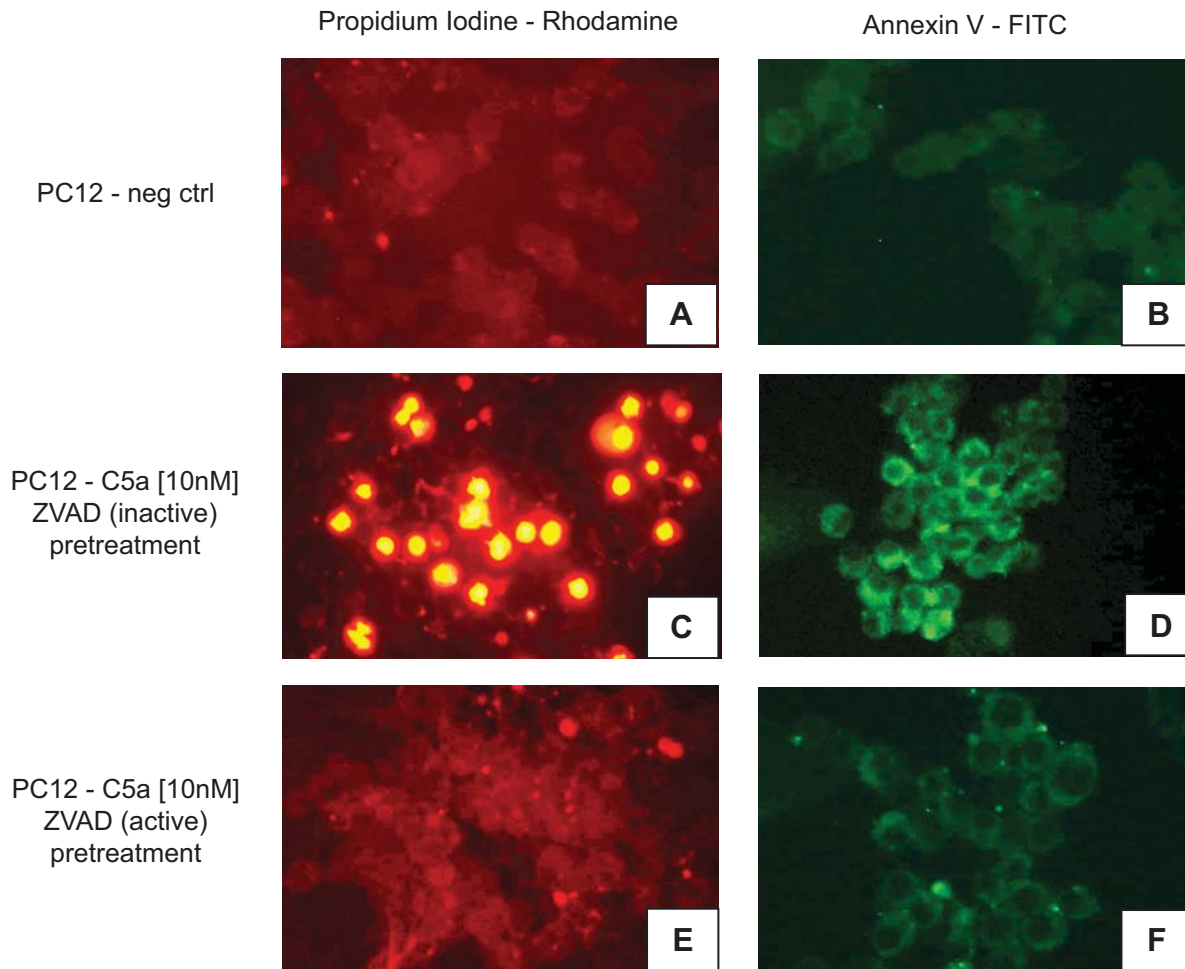 Propidium Iodine - Rhodamine
Annexin V - FITC
PC12 - neg ctrl
A
B
PC12 - C5a [10nM]
ZVAD (inactive)
pretreatment
C
D
PC12 - C5a [10nM]
ZVAD (active)
pretreatment
E
F